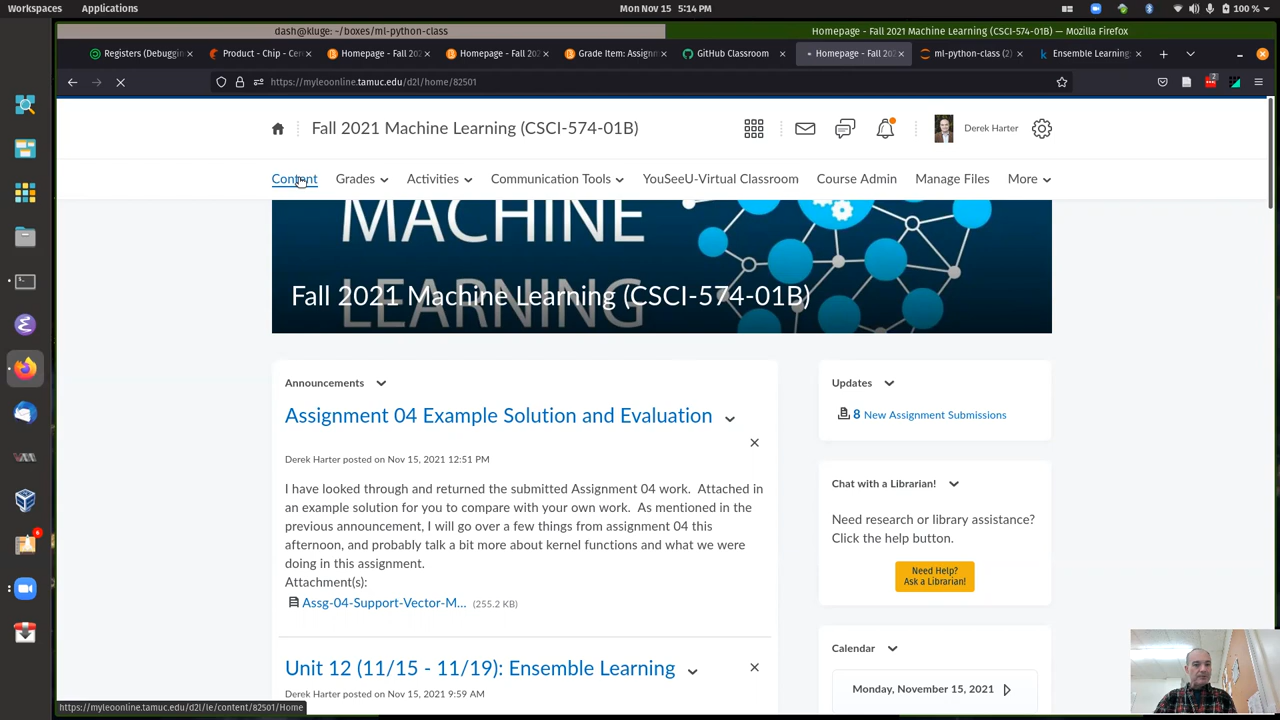 Workspaces
Applications
Mon Nov 15 5:14 PM
100 %
dash@kluge: ~/boxes/ml-python-class
Homepage - Fall 2021 Machine Learning (CSCI-574-01B) — Mozilla Firefox
Registers (Debuggin
Product - Chip - Cer
Homepage - Fall 202
Homepage - Fall 202
Grade Item: Assignm
GitHub Classroom
Homepage - Fall 202
ml-python-class (2)
Ensemble Learning:
https://myleoonline.tamuc.edu/d2l/home/82501
Fall 2021 Machine Learning (CSCI-574-01B)
Derek Harter
Content
Grades
Activities
Communication Tools
YouSeeU-Virtual Classroom
Course Admin
Manage Files
More
MACHINE
LEARNING
Fall 2021 Machine Learning (CSCI-574-01B)
Announcements
Assignment 04 Example Solution and Evaluation
Derek Harter posted on Nov 15, 2021 12:51 PM
I have looked through and returned the submitted Assignment 04 work. Attached in
an example solution for you to compare with your own work. As mentioned in the
previous announcement, I will go over a few things from assignment 04 this
afternoon, and probably talk a bit more about kernel functions and what we were
doing in this assignment.
Attachment(s):
Assg-04-Support-Vector-M... (255.2 KB)
Unit 12 (11/15 - 11/19): Ensemble Learning
Derek Harter posted on Nov 15, 2021 9:59 AM
Updates
8 New Assignment Submissions
Chat with a Librarian!
Need research or library assistance?
Click the help button.
Need Help?
Ask a Librarian!
Calendar
Monday, November 15, 2021
https://myleoonline.tamuc.edu/d2l/le/content/82501/Home